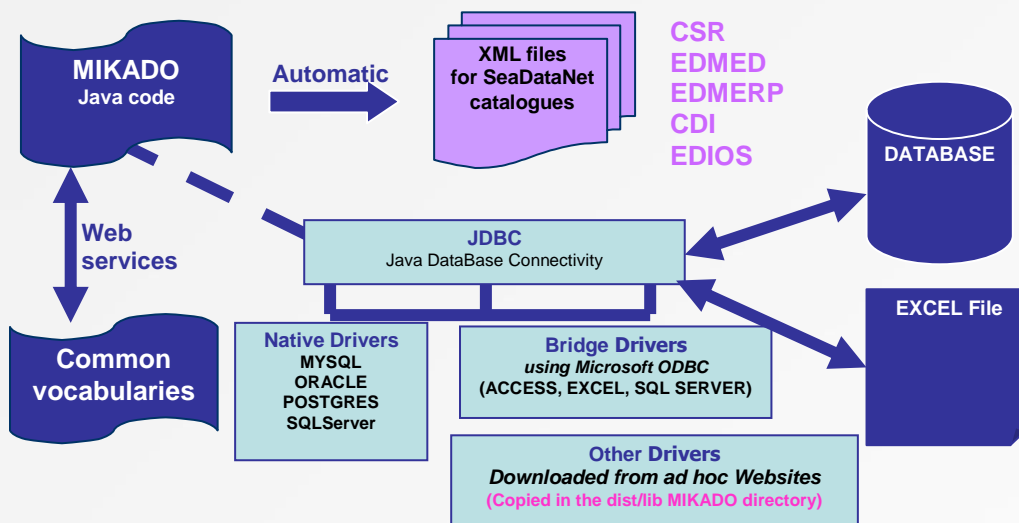 MIKADO
Java code
Automatic
XML files
for SeaDataNet
catalogues
CSR
EDMED
EDMERP
CDI
EDIOS
DATABASE
Web
services
JDBC
Java DataBase Connectivity
EXCEL File
Common
vocabularies
Native Drivers
MYSQL
ORACLE
POSTGRES
SQLServer
Bridge Drivers
using Microsoft ODBC
(ACCESS, EXCEL, SQL SERVER)
Other Drivers
Downloaded from ad hoc Websites
(Copied in the dist/lib MIKADO directory)